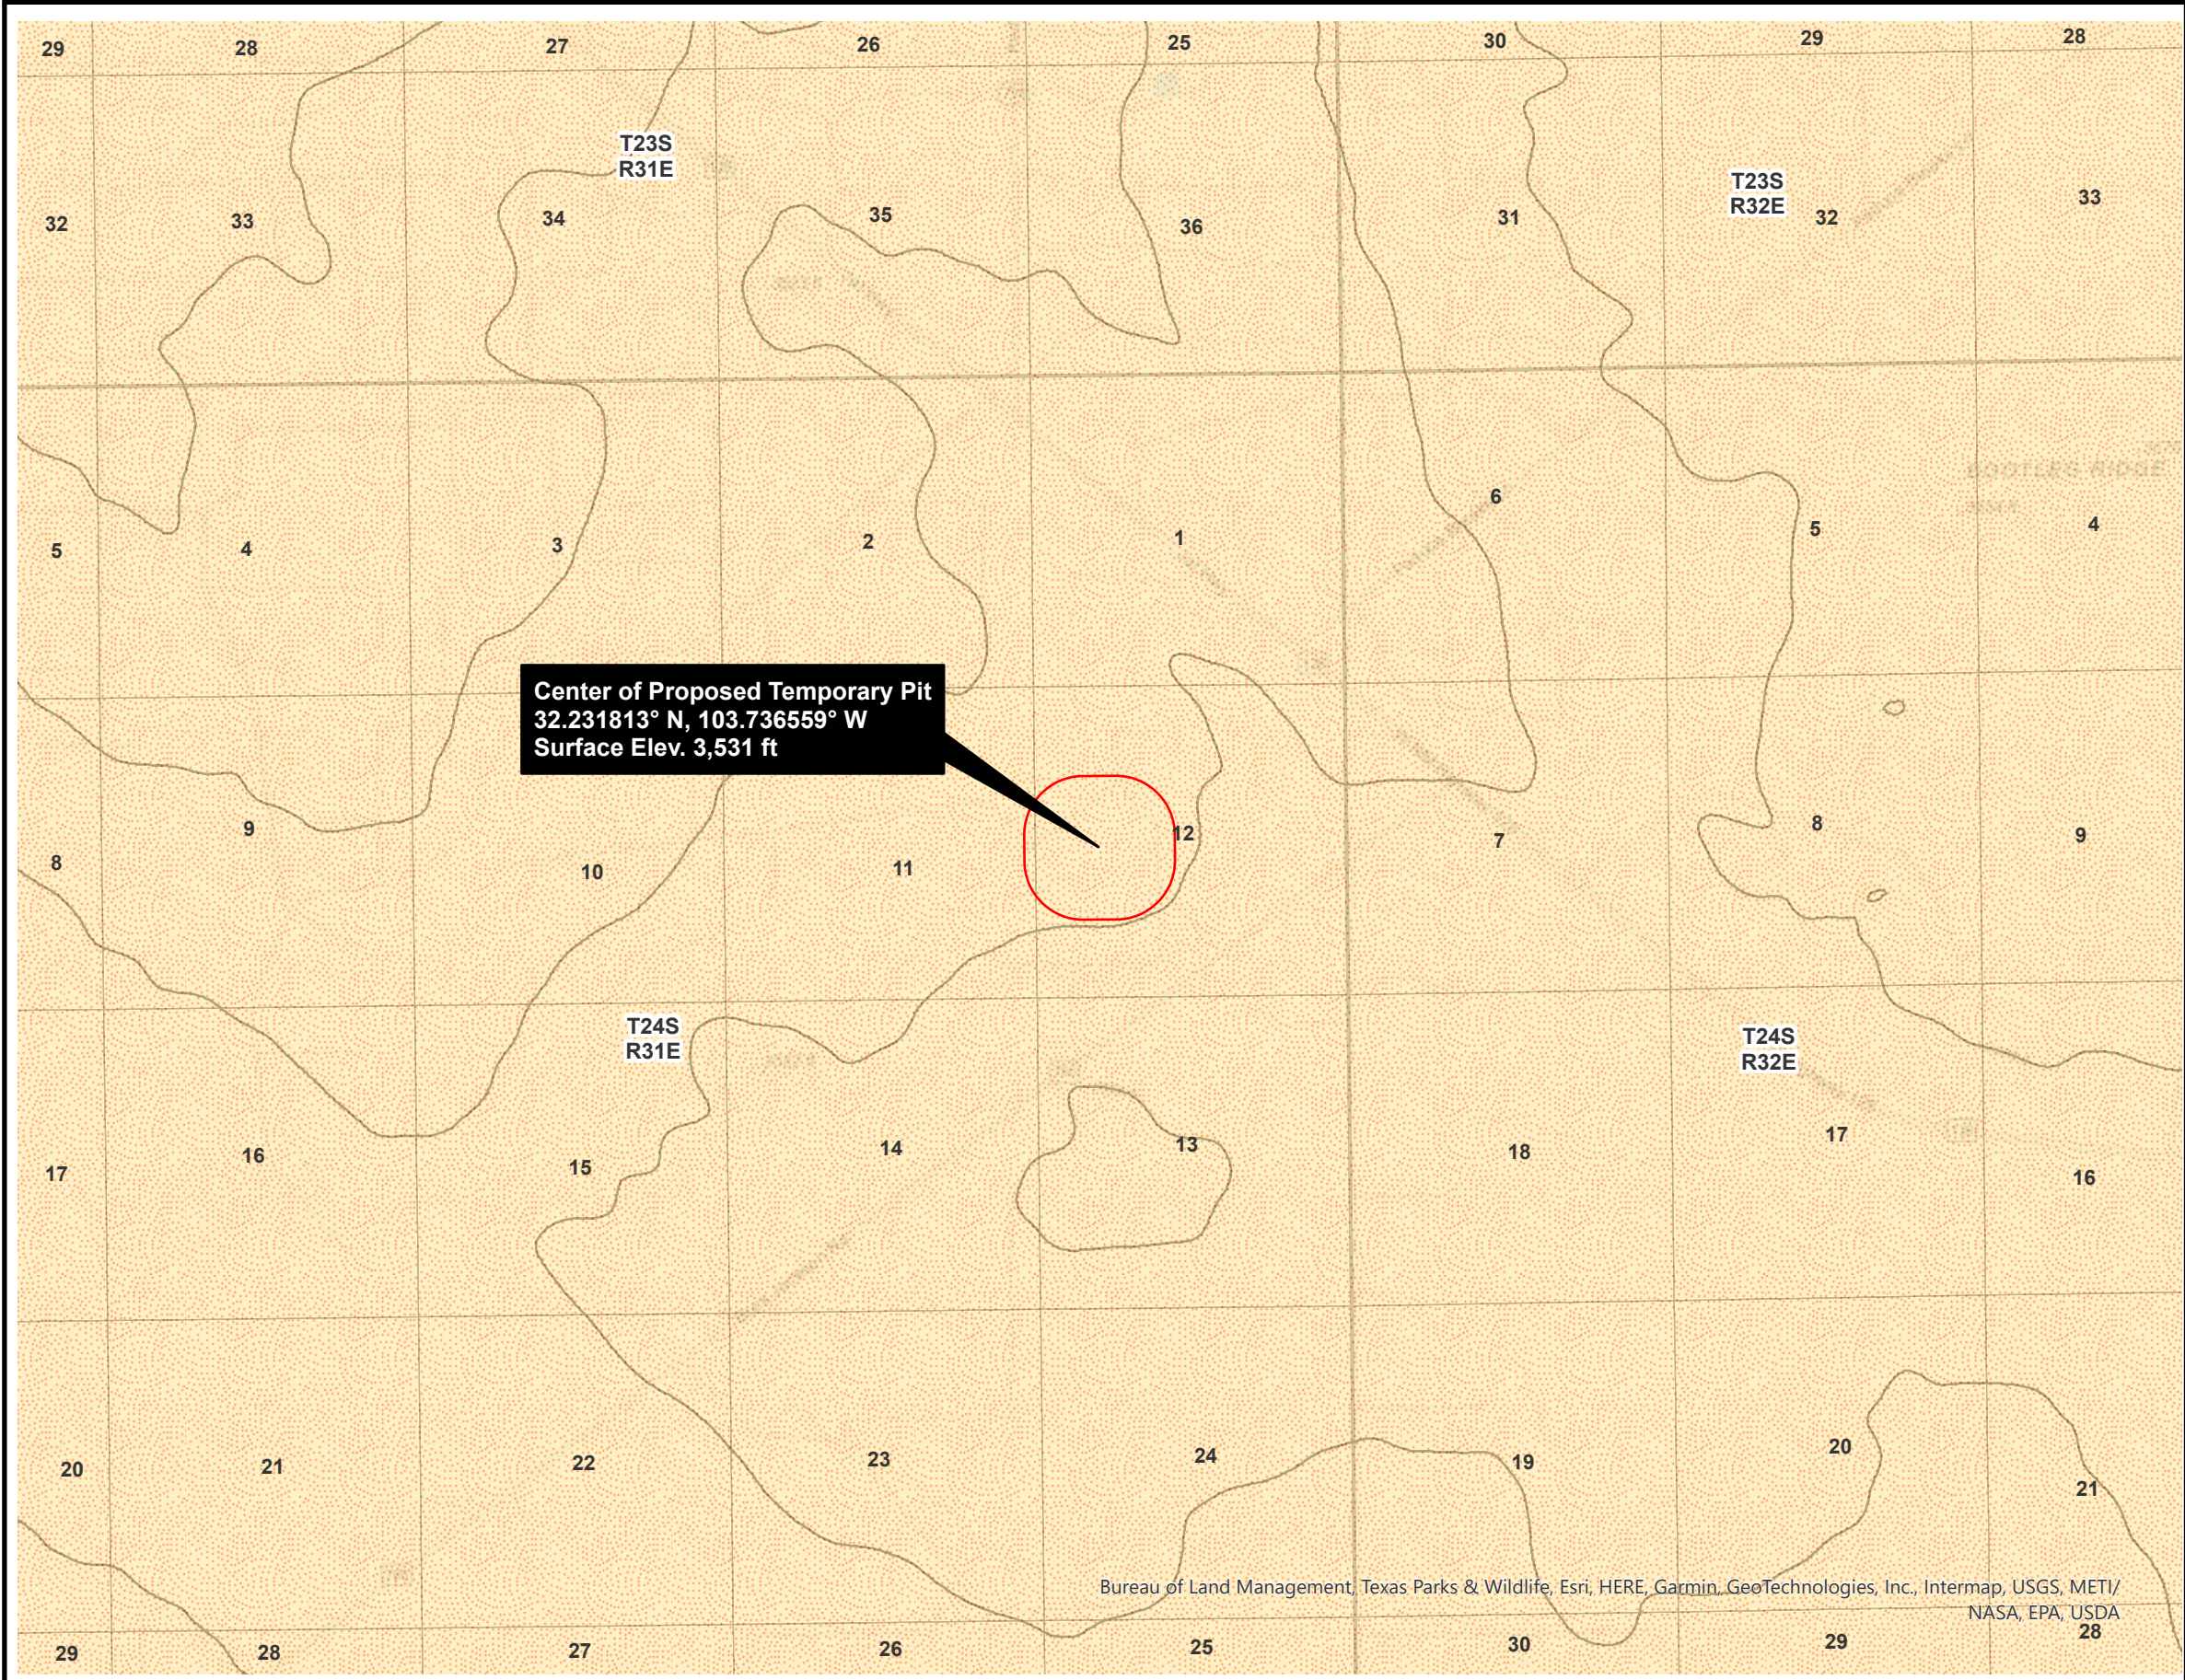 29 28 27 26 25 30 29 28
T23S
R31E
T23S
R32E
32 33 34 35 36 31 32 33
5 4 3 2 1 6 5 4
BOOTLEG RIDGE
Center of Proposed Temporary Pit
32.231813° N, 103.736559° W
Surface Elev. 3,531 ft
8 9 10 11 12 7 8 9
T24S
R31E
T24S
R32E
17 16 15 14 13 18 17 16
20 21 22 23 24 19 20 21
Bureau of Land Management, Texas Parks & Wildlife, Esri, HERE, Garmin, GeoTechnologies, Inc., Intermap, USGS, METI/
NASA, EPA, USDA
29 28 27 26 25 30 29 28